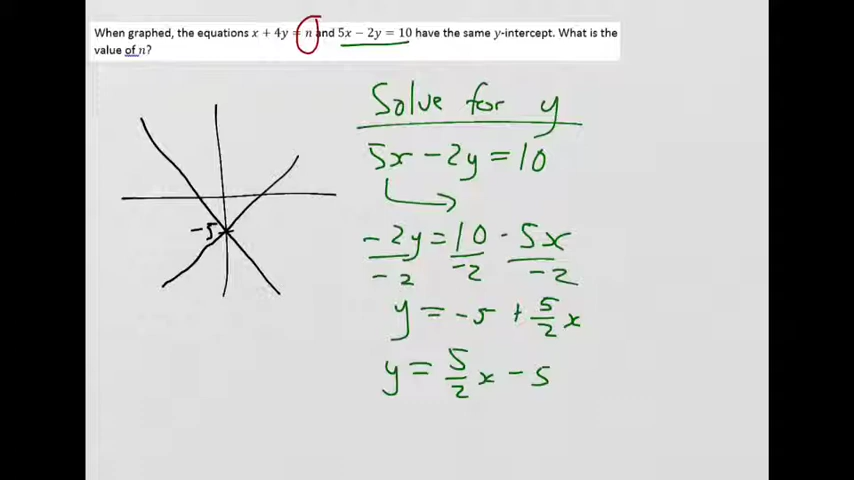 When graphed, the equations x + 4y = n and 5x − 2y = 10 have the same y-intercept. What is the
value of n?
Solve for y
5x - 2y = 10
-2y = 10 - 5x
-2 -2 -2
y = -5 + 5/2 x
y = 5/2 x - 5
-5